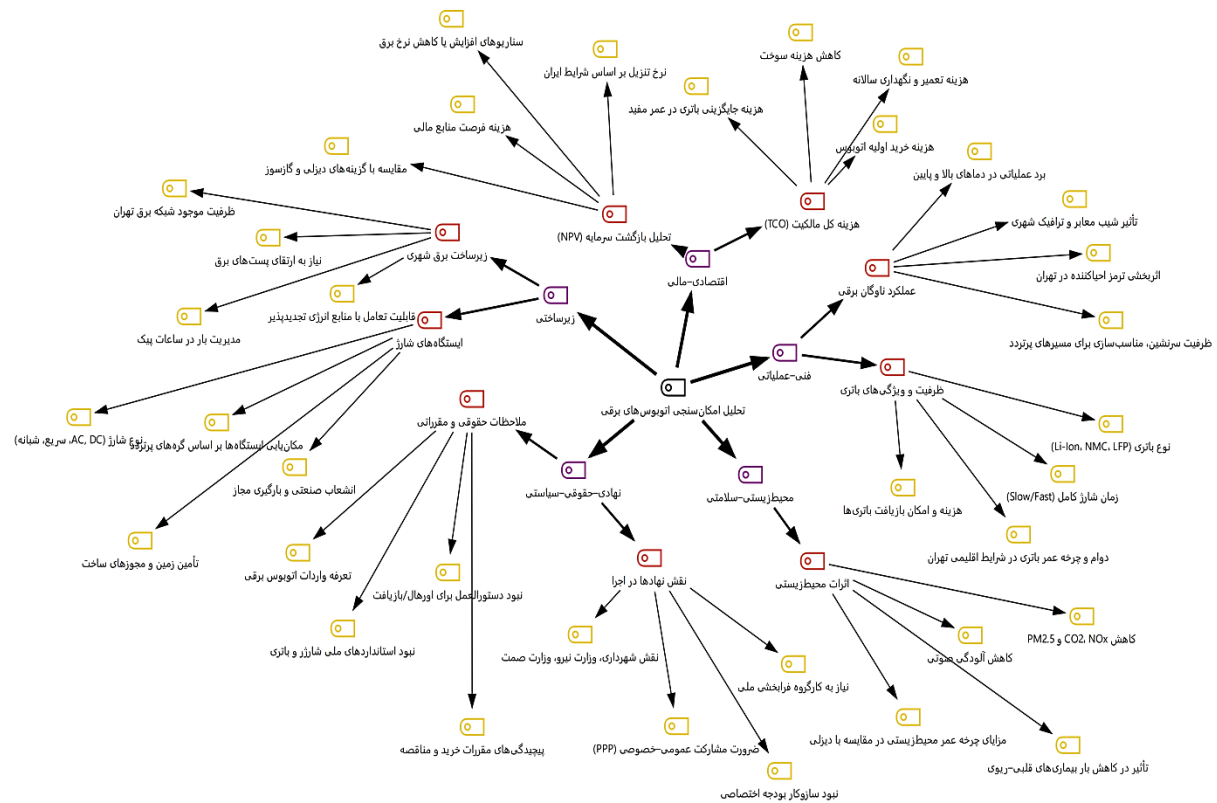 سناریوهای افزایش یا کاهش نرخ برق
نرخ تنزیل بر اساس شرایط ایران
کاهش هزینه سوخت
هزینه تعمیر و نگهداری سالانه
هزینه جایگزینی باتری در عمر مفید
هزینه فرصت منابع مالی
هزینه خرید اولیه اتوبوس
مقایسه با گزینه‌های دیزلی و گازسوز
برد عملیاتی در دماهای بالا و پایین
ظرفیت موجود شبکه برق تهران
تأثیر شیب معابر و ترافیک شهری
هزینه کل مالکیت (TCO)
تحلیل بازگشت سرمایه (NPV)
نیاز به ارتقای پست‌های برق
زیرساخت برق شهری
اقتصادی–مالی
اثربخشی ترمز احیاکننده در تهران
عملکرد ناوگان برقی
قابلیت تعامل با منابع انرژی تجدیدپذیر
زیرساختی
مدیریت بار در ساعات پیک
ایستگاه‌های شارژ
ظرفیت سرنشین، مناسب‌سازی برای مسیرهای پرتردد
فنی–عملیاتی
ظرفیت و ویژگی‌های باتری
تحلیل امکان‌سنجی اتوبوس‌های برقی
ملاحظات حقوقی و مقرراتی
نوع شارژ (AC, DC، سریع، شبانه)
مکان‌یابی ایستگاه‌ها بر اساس گره‌های پرتردد
نوع باتری (Li-Ion، NMC، LFP)
انشعاب صنعتی و بارگیری مجاز
نهادی–حقوقی–سیاستی
محیط‌زیستی–سلامتی
زمان شارژ کامل (Slow/Fast)
هزینه و امکان بازیافت باتری‌ها
تأمین زمین و مجوزهای ساخت
دوام و چرخه عمر باتری در شرایط اقلیمی تهران
تعرفه واردات اتوبوس برقی
نقش نهادها در اجرا
اثرات محیط‌زیستی
نبود دستورالعمل برای اورهال/بازیافت
نبود استانداردهای ملی شارژر و باتری
نقش شهرداری، وزارت نیرو، وزارت صمت
کاهش CO2، NOx و PM2.5
کاهش آلودگی صوتی
نیاز به کارگروه فرابخشی ملی
پیچیدگی‌های مقررات خرید و مناقصه
ضرورت مشارکت عمومی–خصوصی (PPP)
مزایای چرخه عمر محیط‌زیستی در مقایسه با دیزلی
تأثیر در کاهش بار بیماری‌های قلبی–ریوی
نبود سازوکار بودجه اختصاصی